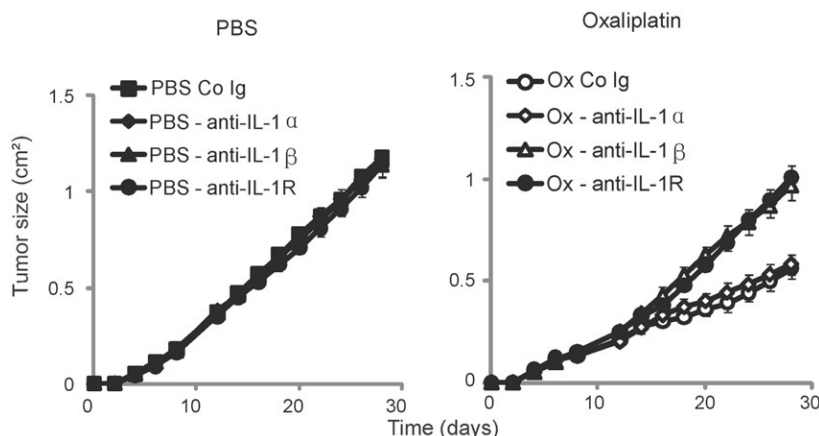 PBS
Oxaliplatin
Tumor size (cm²)
1.5
1
0.5
0
PBS Co Ig
PBS - anti-IL-1 α
PBS - anti-IL-1 β
PBS - anti-IL-1R
0
10
20
30
1.5
1
0.5
0
Ox Co Ig
Ox - anti-IL-1 α
Ox - anti-IL-1 β
Ox - anti-IL-1R
0
10
20
30
Time (days)